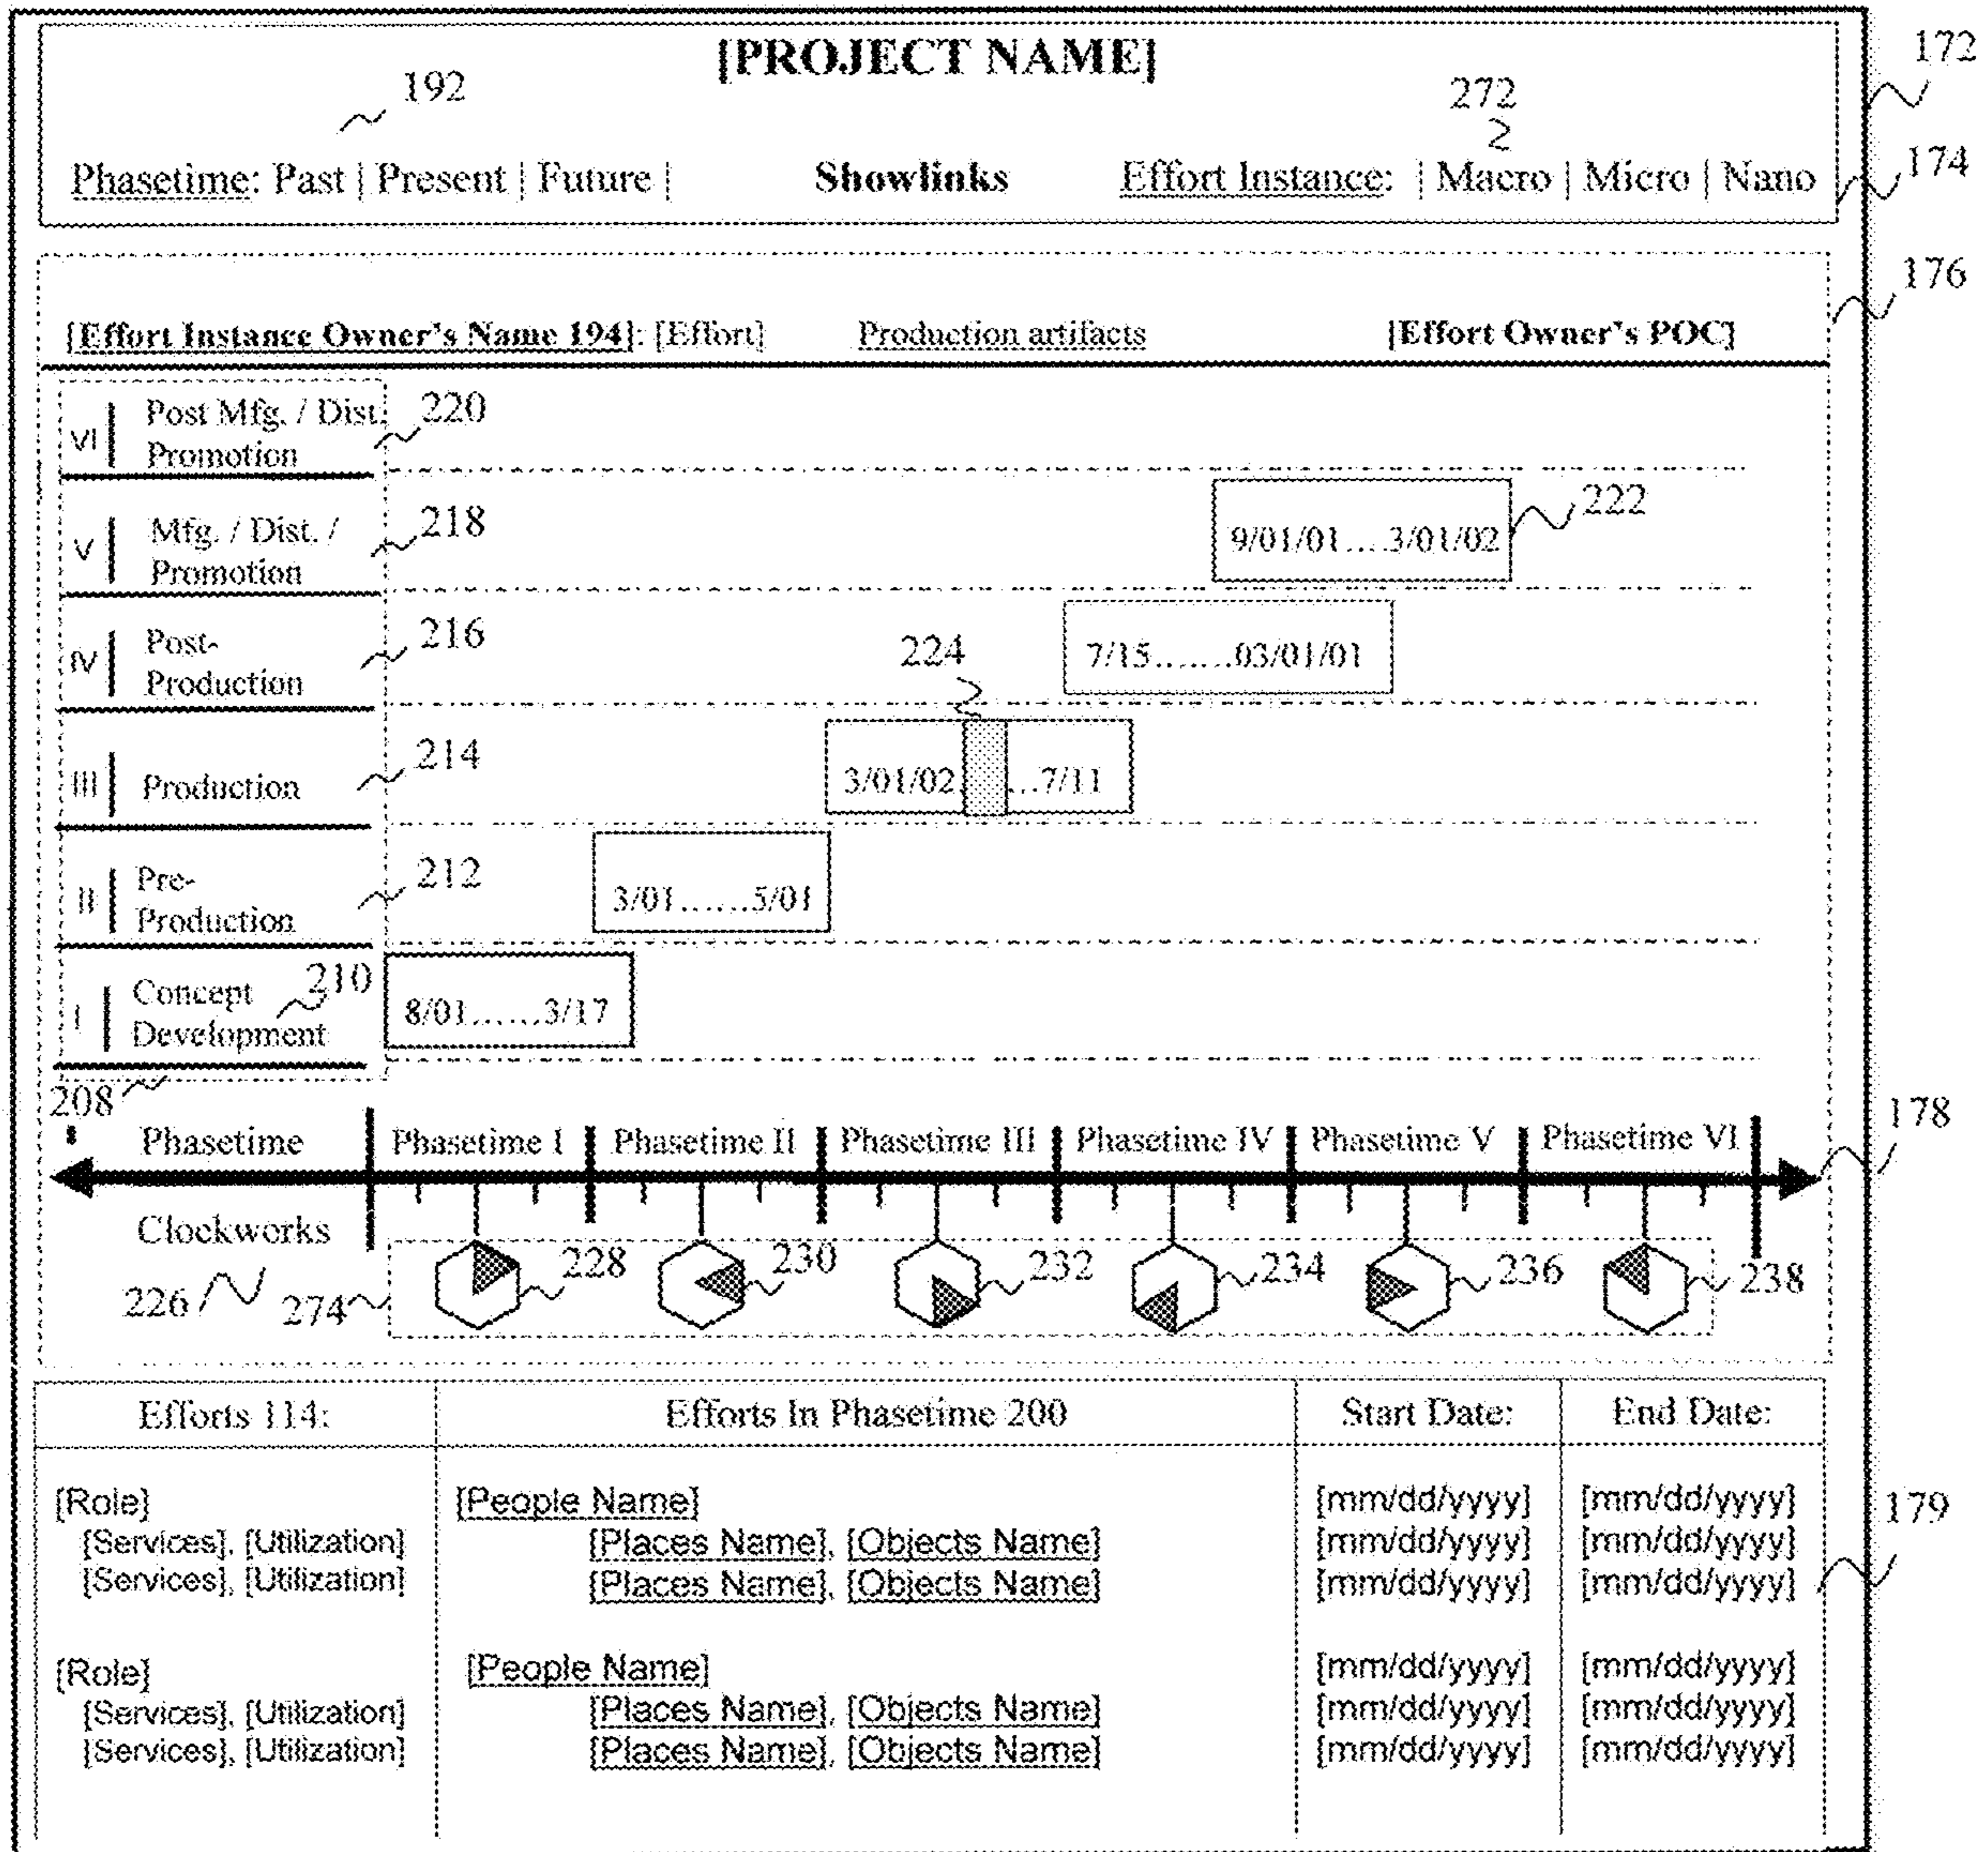 [PROJECT NAME]
172
192
272
Phasetime: Past | Present | Future |
Showlinks
Effort Instance: | Macro | Micro | Nano
174
176
[Effort Instance Owner's Name 194]: [Effort]
Production artifacts
[Effort Owner's POC]
VI
Post Mfg. / Dist.
Promotion
220
V
Mfg. / Dist. /
Promotion
218
9/01/01....3/01/02
222
IV
Post-
Production
216
7/15.......03/01/01
224
III
Production
214
3/01/02
...7/11
II
Pre-
Production
212
3/01......5/01
I
Concept
Development
210
8/01......3/17
208
178
Phasetime
Phasetime I
Phasetime II
Phasetime III
Phasetime IV
Phasetime V
Phasetime VI
Clockworks
226
274
228
230
232
234
236
238
Efforts 114:
Efforts In Phasetime 200
Start Date:
End Date:
[Role]
[People Name]
[mm/dd/yyyy]
[mm/dd/yyyy]
179
[Services], [Utilization]
[Places Name], [Objects Name]
[mm/dd/yyyy]
[mm/dd/yyyy]
[Services], [Utilization]
[Places Name], [Objects Name]
[mm/dd/yyyy]
[mm/dd/yyyy]
[Role]
[People Name]
[mm/dd/yyyy]
[mm/dd/yyyy]
[Services], [Utilization]
[Places Name], [Objects Name]
[mm/dd/yyyy]
[mm/dd/yyyy]
[Services], [Utilization]
[Places Name], [Objects Name]
[mm/dd/yyyy]
[mm/dd/yyyy]